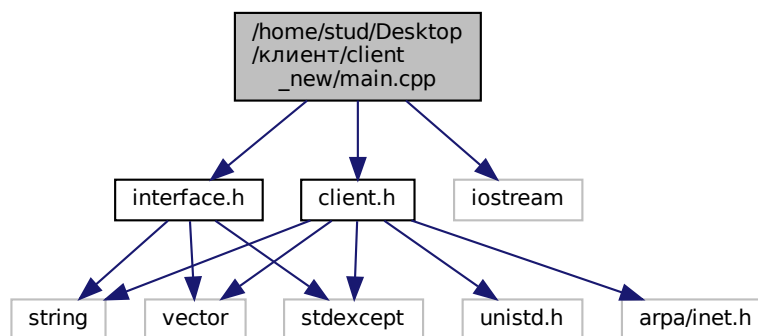 /home/stud/Desktop
/клиент/client
_new/main.cpp
interface.h
client.h
iostream
string
vector
stdexcept
unistd.h
arpa/inet.h